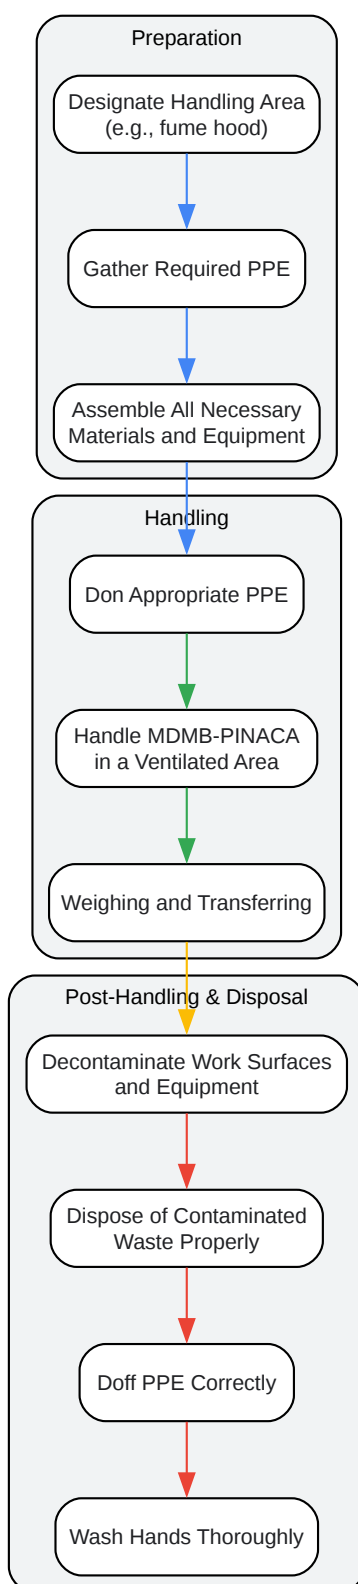 Preparation
Designate Handling Area
(e.g., fume hood)
Gather Required PPE
Assemble All Necessary
Materials and Equipment
Handling
Don Appropriate PPE
Handle MDMB-PINACA
in a Ventilated Area
Weighing and Transferring
Post-Handling & Disposal
Decontaminate Work Surfaces
and Equipment
Dispose of Contaminated
Waste Properly
Doff PPE Correctly
Wash Hands Thoroughly